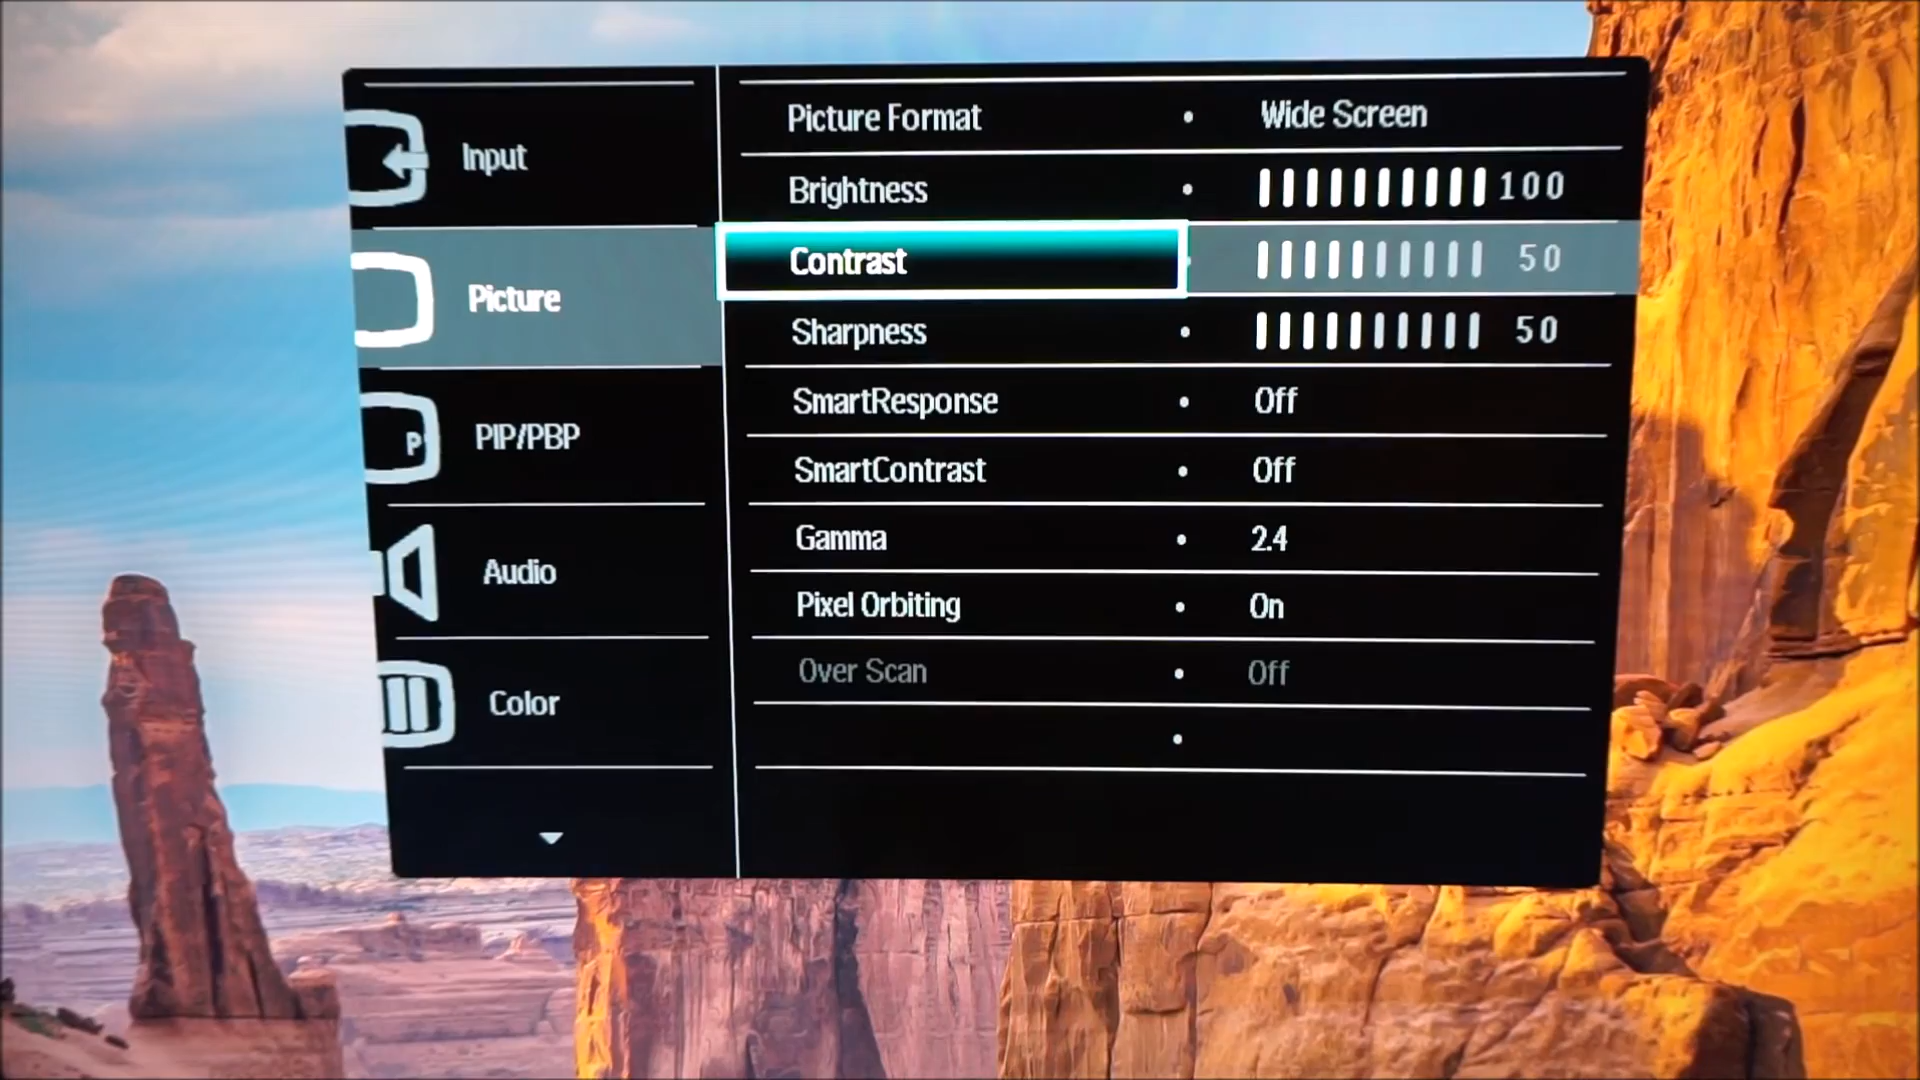 Input
Picture
PIP/PBP
P
Audio
Color
Picture Format • Wide Screen
Brightness • 100
Contrast 50
Sharpness • 50
SmartResponse • Off
SmartContrast • Off
Gamma • 2.4
Pixel Orbiting • On
Over Scan • Off